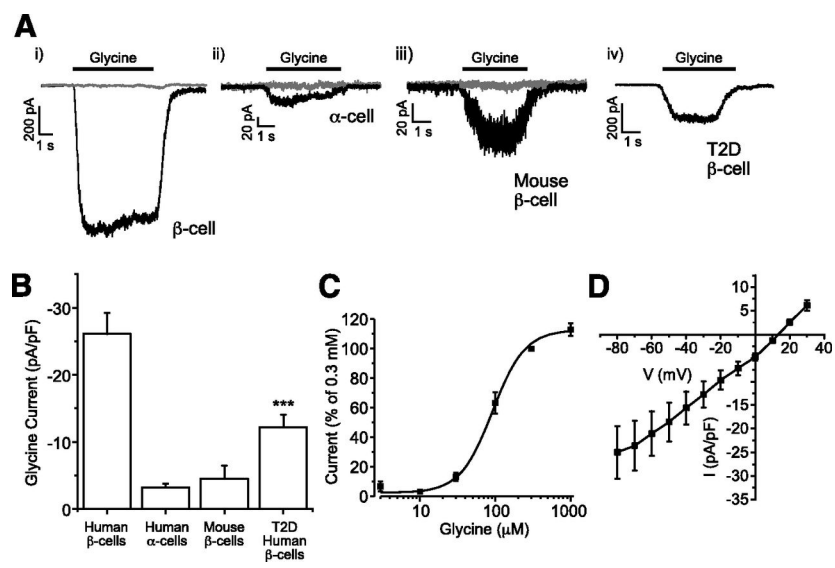 A
i)
Glycine
200 pA
1 s
β-cell
ii)
Glycine
20 pA
1 s
α-cell
iii)
Glycine
20 pA
1 s
Mouse
β-cell
iv)
Glycine
200 pA
1 s
T2D
β-cell
B
Glycine Current (pA/pF)
-30
-20
-10
0
***
Human
β-cells
Human
α-cells
Mouse
β-cells
T2D
Human
β-cells
C
Current (% of 0.3 mM)
120
100
80
60
40
20
0
10
100
1000
Glycine (μM)
D
10
5
-80
-60
-40
-20
0
20
40
V (mV)
-15
-20
-25
-30
-35
I (pA/pF)